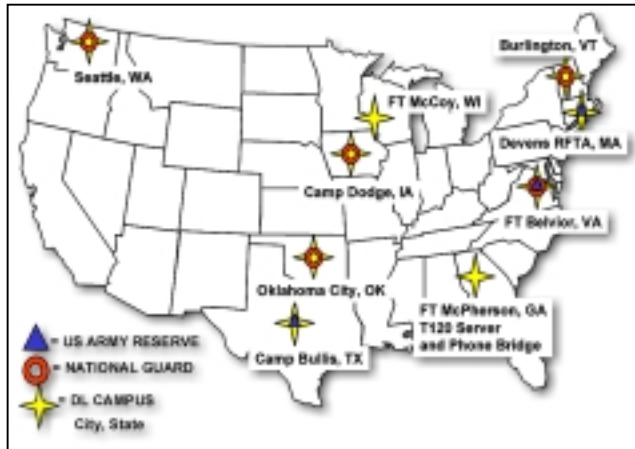 Burlington, VT
Seattle, WA
FT McCoy, WI
Devens RFTA, MA
Camp Dodge, IA
FT Belvior, VA
Oklahoma City, OK
FT McPherson, GA
T120 Server
and Phone Bridge
Camp Bullis, TX
= US ARMY RESERVE
= NATIONAL GUARD
= DL CAMPUS
City, State